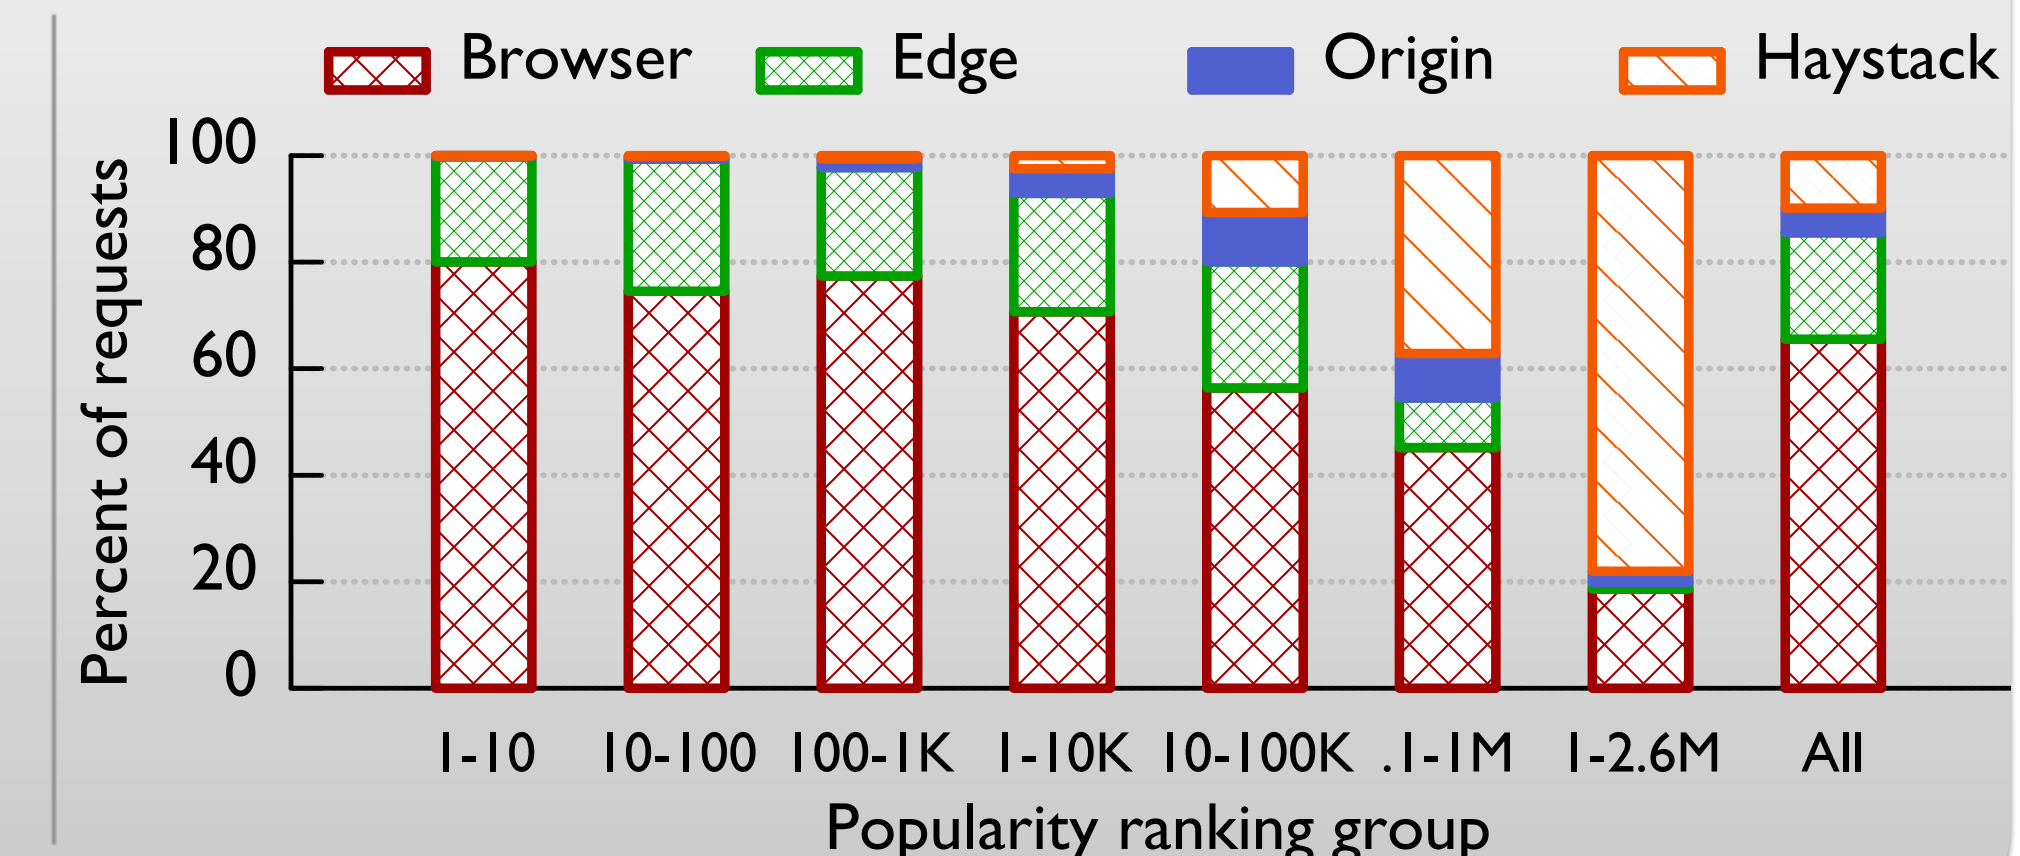 Browser Edge Origin Haystack
Percent of requests
100
80
60
40
20
0
1-10 10-100 100-1K 1-10K 10-100K .1-1M 1-2.6M All
Popularity ranking group